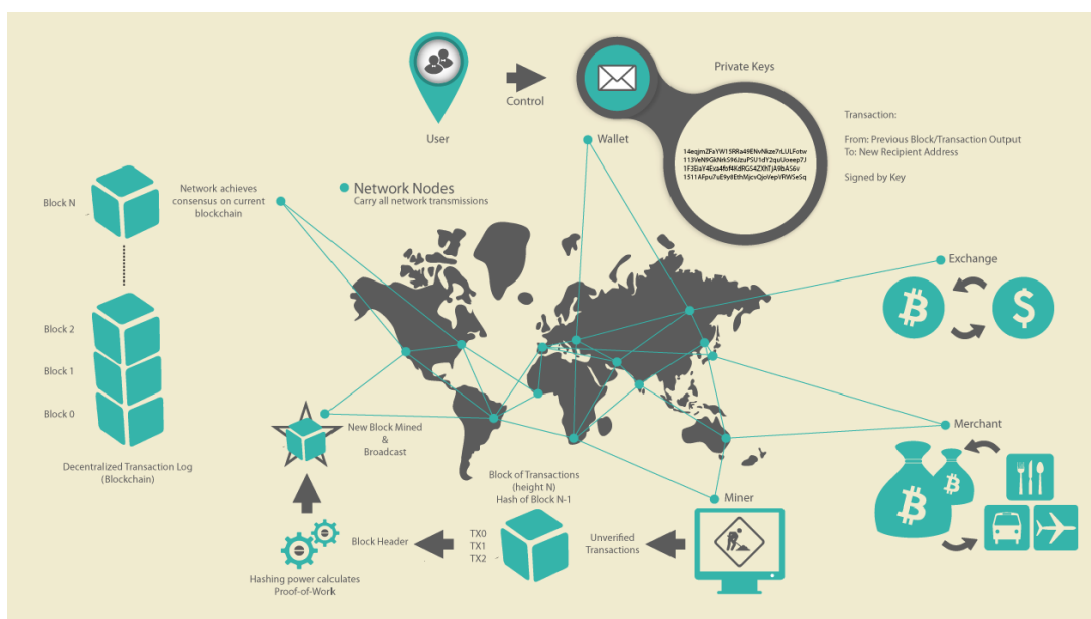 Private Keys
Control
User
Wallet
Transaction:
From: Previous Block/Transaction Output
To: New Recipient Address
Signed by Key
Network achieves
consensus on current
blockchain
Network Nodes
Carry all network transmissions
Block N
Exchange
Block 2
Block 1
Block 0
New Block Mined
&
Broadcast
Merchant
Decentralized Transaction Log
(Blockchain)
Block of Transactions
(height N)
Hash of Block N-1
Miner
TX0
TX1
TX2
Block Header
Unverified
Transactions
Hashing power calculates
Proof-of-Work